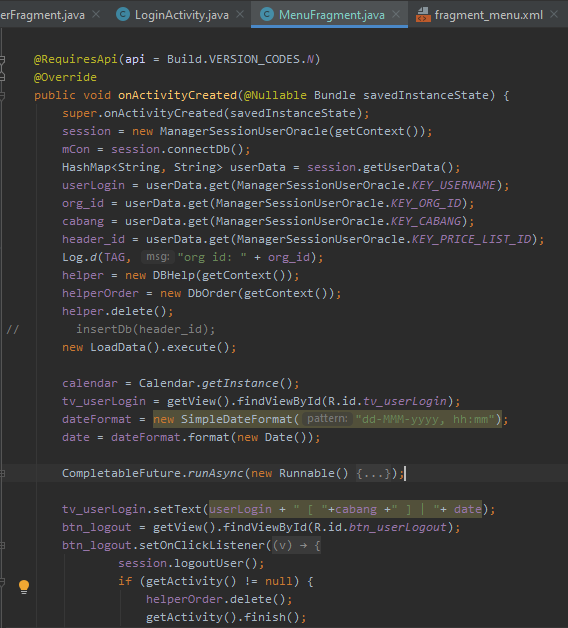 erFragment.java × LoginActivity.java × MenuFragment.java × fragment_menu.xml ×
@RequiresApi(api = Build.VERSION_CODES.N)
@Override
public void onActivityCreated(@Nullable Bundle savedInstanceState) {
super.onActivityCreated(savedInstanceState);
session = new ManagerSessionUserOracle(getContext());
mCon = session.connectDb();
HashMap<String, String> userData = session.getUserData();
userLogin = userData.get(ManagerSessionUserOracle.KEY_USERNAME);
org_id = userData.get(ManagerSessionUserOracle.KEY_ORG_ID);
cabang = userData.get(ManagerSessionUserOracle.KEY_CABANG);
header_id = userData.get(ManagerSessionUserOracle.KEY_PRICE_LIST_ID);
Log.d(TAG, msg: "org id: " + org_id);
helper = new DBHelp(getContext());
helperOrder = new DbOrder(getContext());
helper.delete();
// insertDb(header_id);
new LoadData().execute();
calendar = Calendar.getInstance();
tv_userLogin = getView().findViewById(R.id.tv_userLogin);
dateFormat = new SimpleDateFormat( pattern: "dd-MMM-yyyy, hh:mm");
date = dateFormat.format(new Date());
CompletableFuture.runAsync(new Runnable() {...});
tv_userLogin.setText(userLogin + " [ "+cabang +" ] | "+ date);
btn_logout = getView().findViewById(R.id.btn_userLogout);
btn_logout.setOnClickListener((v) → {
session.logoutUser();
if (getActivity() != null) {
helperOrder.delete();
getActivity().finish();